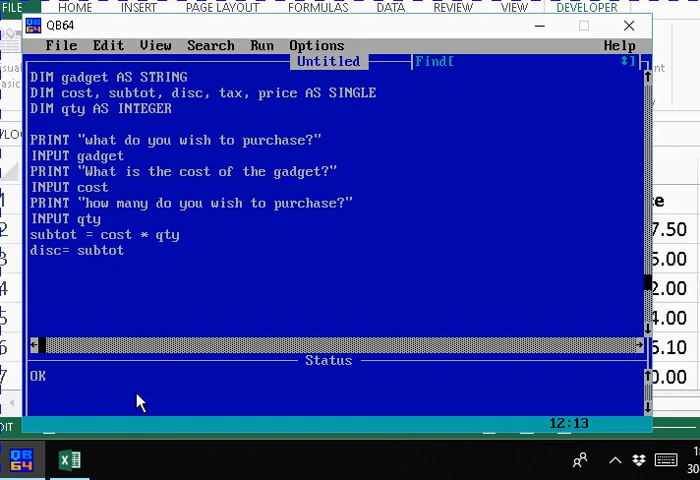 FILE HOME INSERT PAGE LAYOUT FORMULAS DATA REVIEW VIEW DEVELOPER
QB64
File Edit View Search Run Options Help
Untitled Find[ ]
DIM gadget AS STRING
DIM cost, subtot, disc, tax, price AS SINGLE
DIM qty AS INTEGER
PRINT "what do you wish to purchase?"
INPUT gadget
PRINT "What is the cost of the gadget?"
INPUT cost
PRINT "how many do you wish to purchase?"
INPUT qty
subtot = cost * qty
disc= subtot
Status
OK
12:13
QB
64